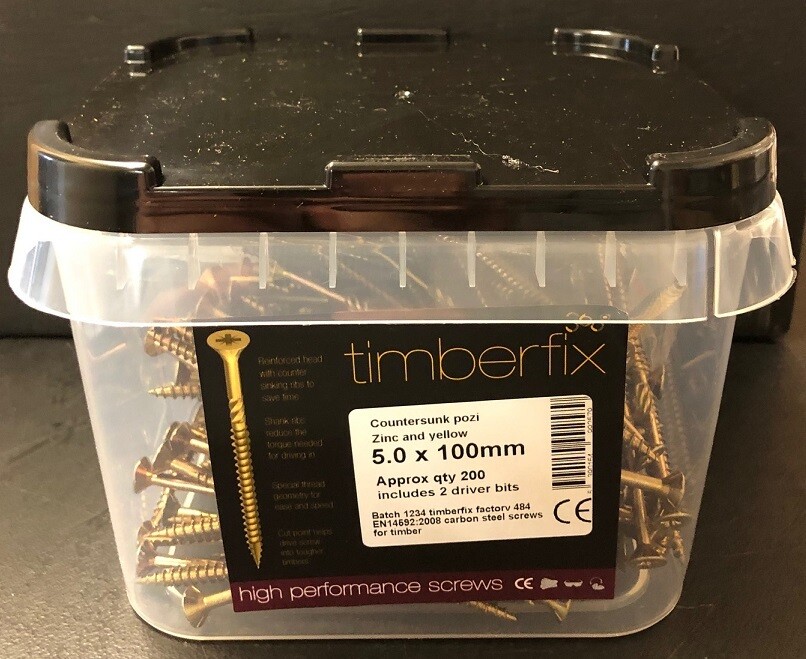 360°
timberfix
Reinforced head
with counter
sinking ribs to
save time
Shank ribs
reduce the
torque needed
for driving in
Special thread
geometry for
ease and speed
Cut point helps
drive screw
into tougher
timbers
Countersunk pozi
Zinc and yellow
5.0 x 100mm
Approx qty 200
includes 2 driver bits
Batch 1234 timberfix factory 484
EN14592:2008 carbon steel screws
for timber
CE
high performance screws CE